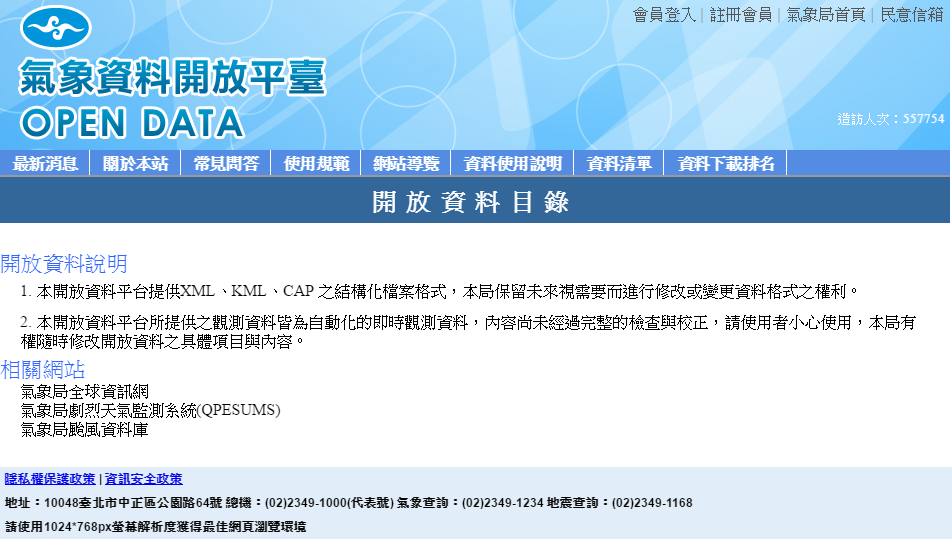 會員登入 | 註冊會員 | 氣象局首頁 | 民意信箱
氣象資料開放平臺
OPEN DATA
造訪人次：557754
最新消息 關於本站 常見問答 使用規範 網站導覽 資料使用說明 資料清單 資料下載排名
開放資料目錄
開放資料說明
1. 本開放資料平台提供XML、KML、CAP 之結構化檔案格式，本局保留未來視需要而進行修改或變更資料格式之權利。
2. 本開放資料平台所提供之觀測資料皆為自動化的即時觀測資料，內容尚未經過完整的檢查與校正，請使用者小心使用，本局有
權隨時修改開放資料之具體項目與內容。
相關網站
氣象局全球資訊網
氣象局劇烈天氣監測系統(QPESUMS)
氣象局颱風資料庫
隱私權保護政策 | 資訊安全政策
地址：10048臺北市中正區公園路64號 總機：(02)2349-1000(代表號) 氣象查詢：(02)2349-1234 地震查詢：(02)2349-1168
請使用1024*768px螢幕解析度獲得最佳網頁瀏覽環境